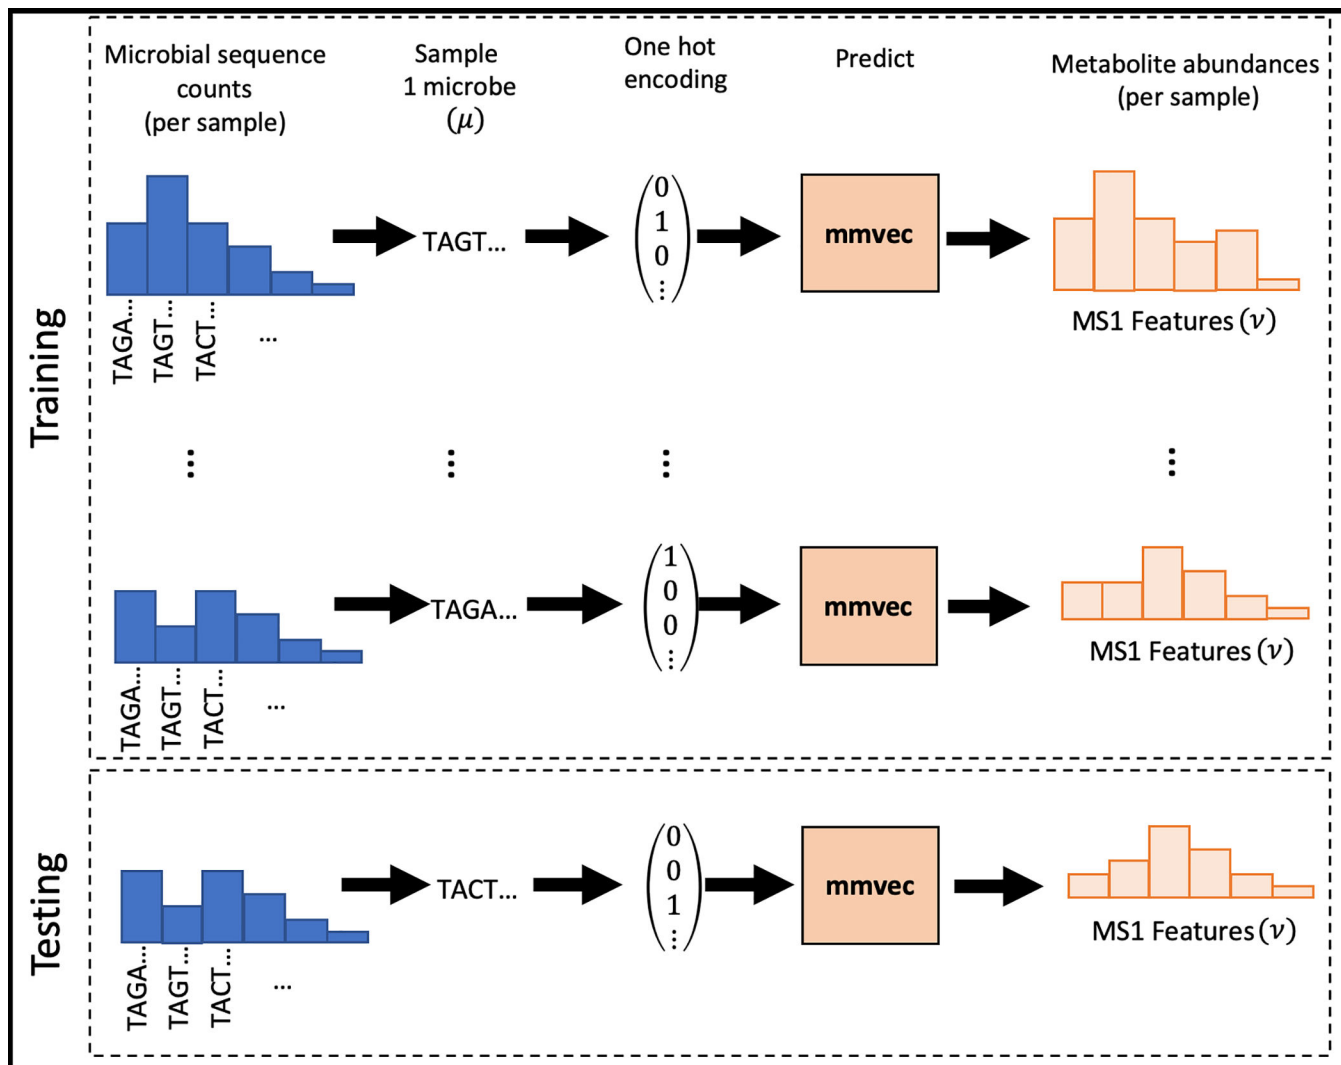 Training
Microbial sequence
counts
(per sample)
Sample
1 microbe
(μ)
One hot
encoding
Predict
Metabolite abundances
(per sample)
TAGA...
TAGT...
TACT...
...
TAGT...
0
1
0
⋮
mmvec
MS1 Features (ν)
⋮
⋮
⋮
⋮
TAGA...
TAGT...
TACT...
...
TAGA...
1
0
0
⋮
mmvec
MS1 Features (ν)
Testing
TAGA...
TAGT...
TACT...
...
TACT...
0
0
1
⋮
mmvec
MS1 Features (ν)